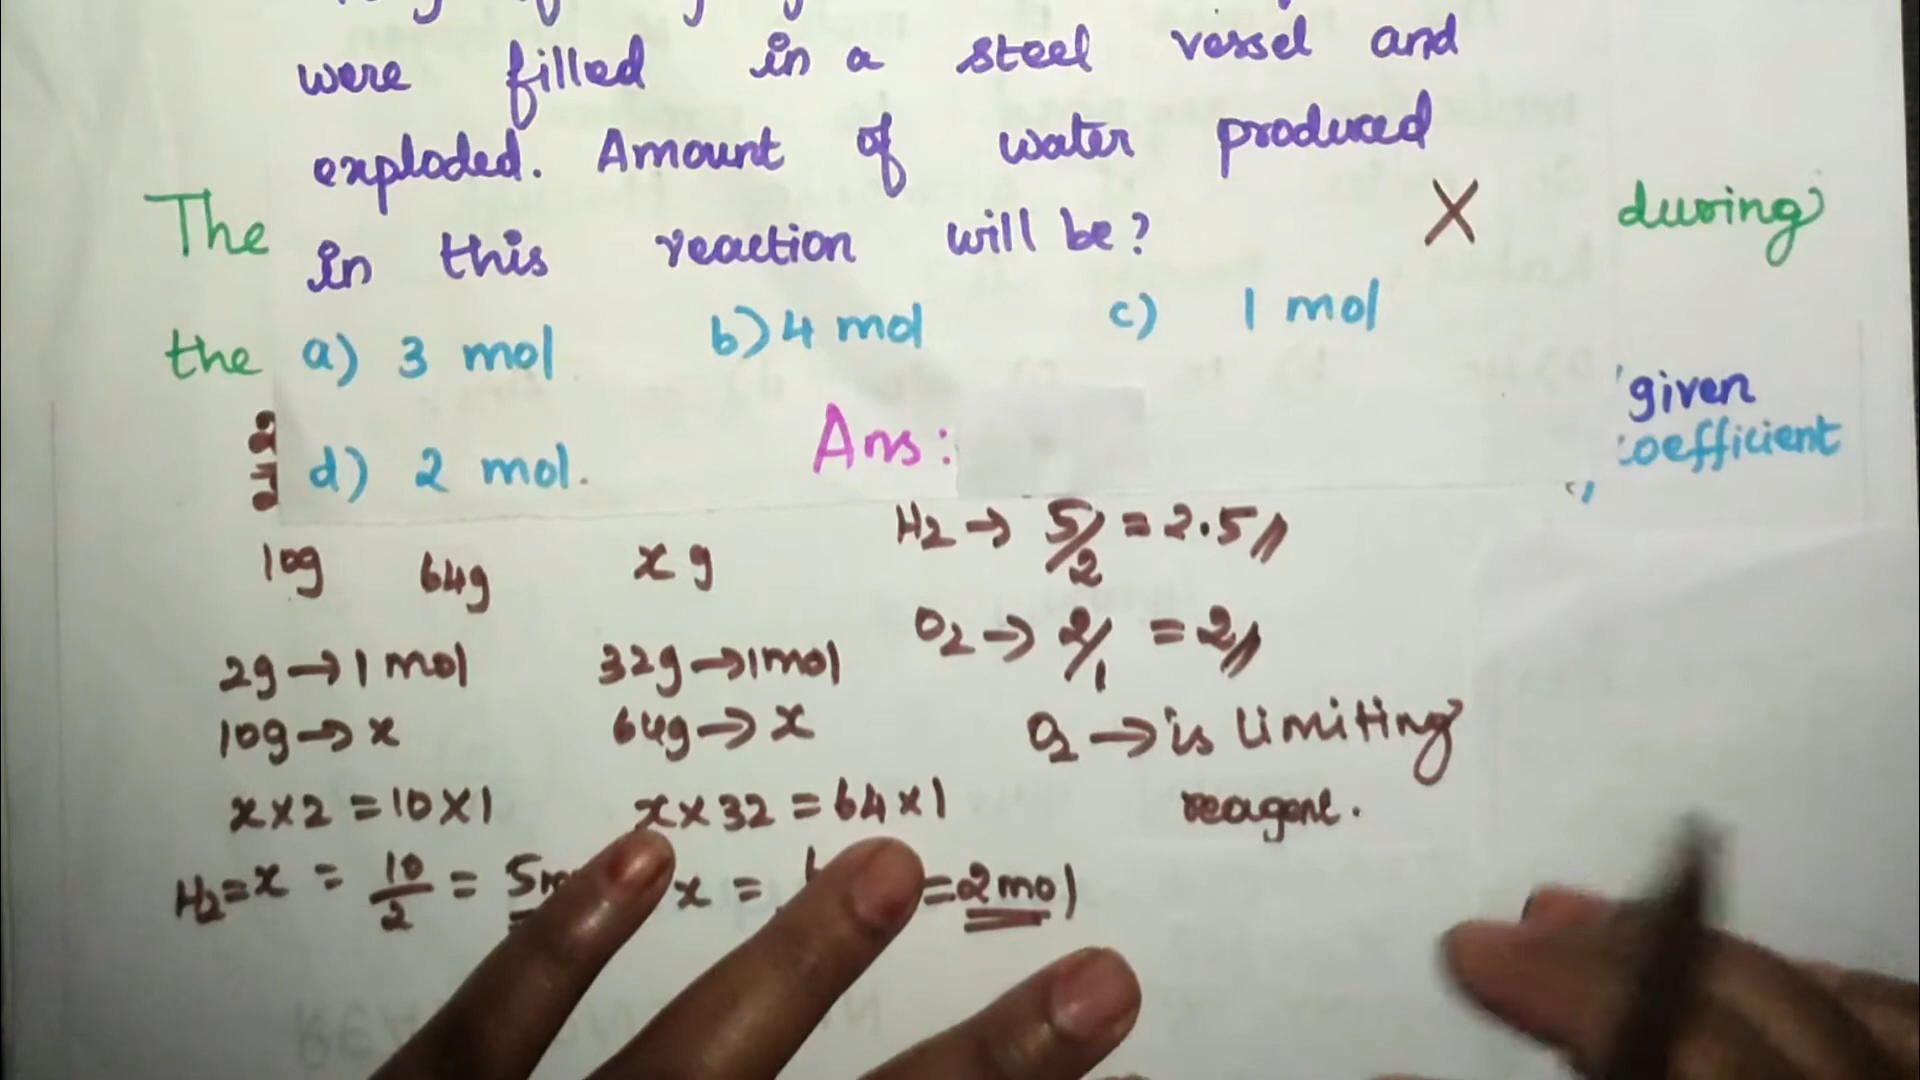 were filled in a steel vessel and
exploded. Amount of water produced
The in this reaction will be? X during
the a) 3 mol b) 4 mol c) 1 mol
given
coefficient
d) 2 mol. Ans:
10g 64g x g
H2 → 5/2 = 2.5//
O2 → 2/1 = 2//
2g → 1 mol 32g → 1mol
10g → x 64g → x
O2 → is limiting
reagent.
x × 2 = 10 × 1 x × 32 = 64 × 1
H2 = x = 10/2 = 5 x = = 2 mol